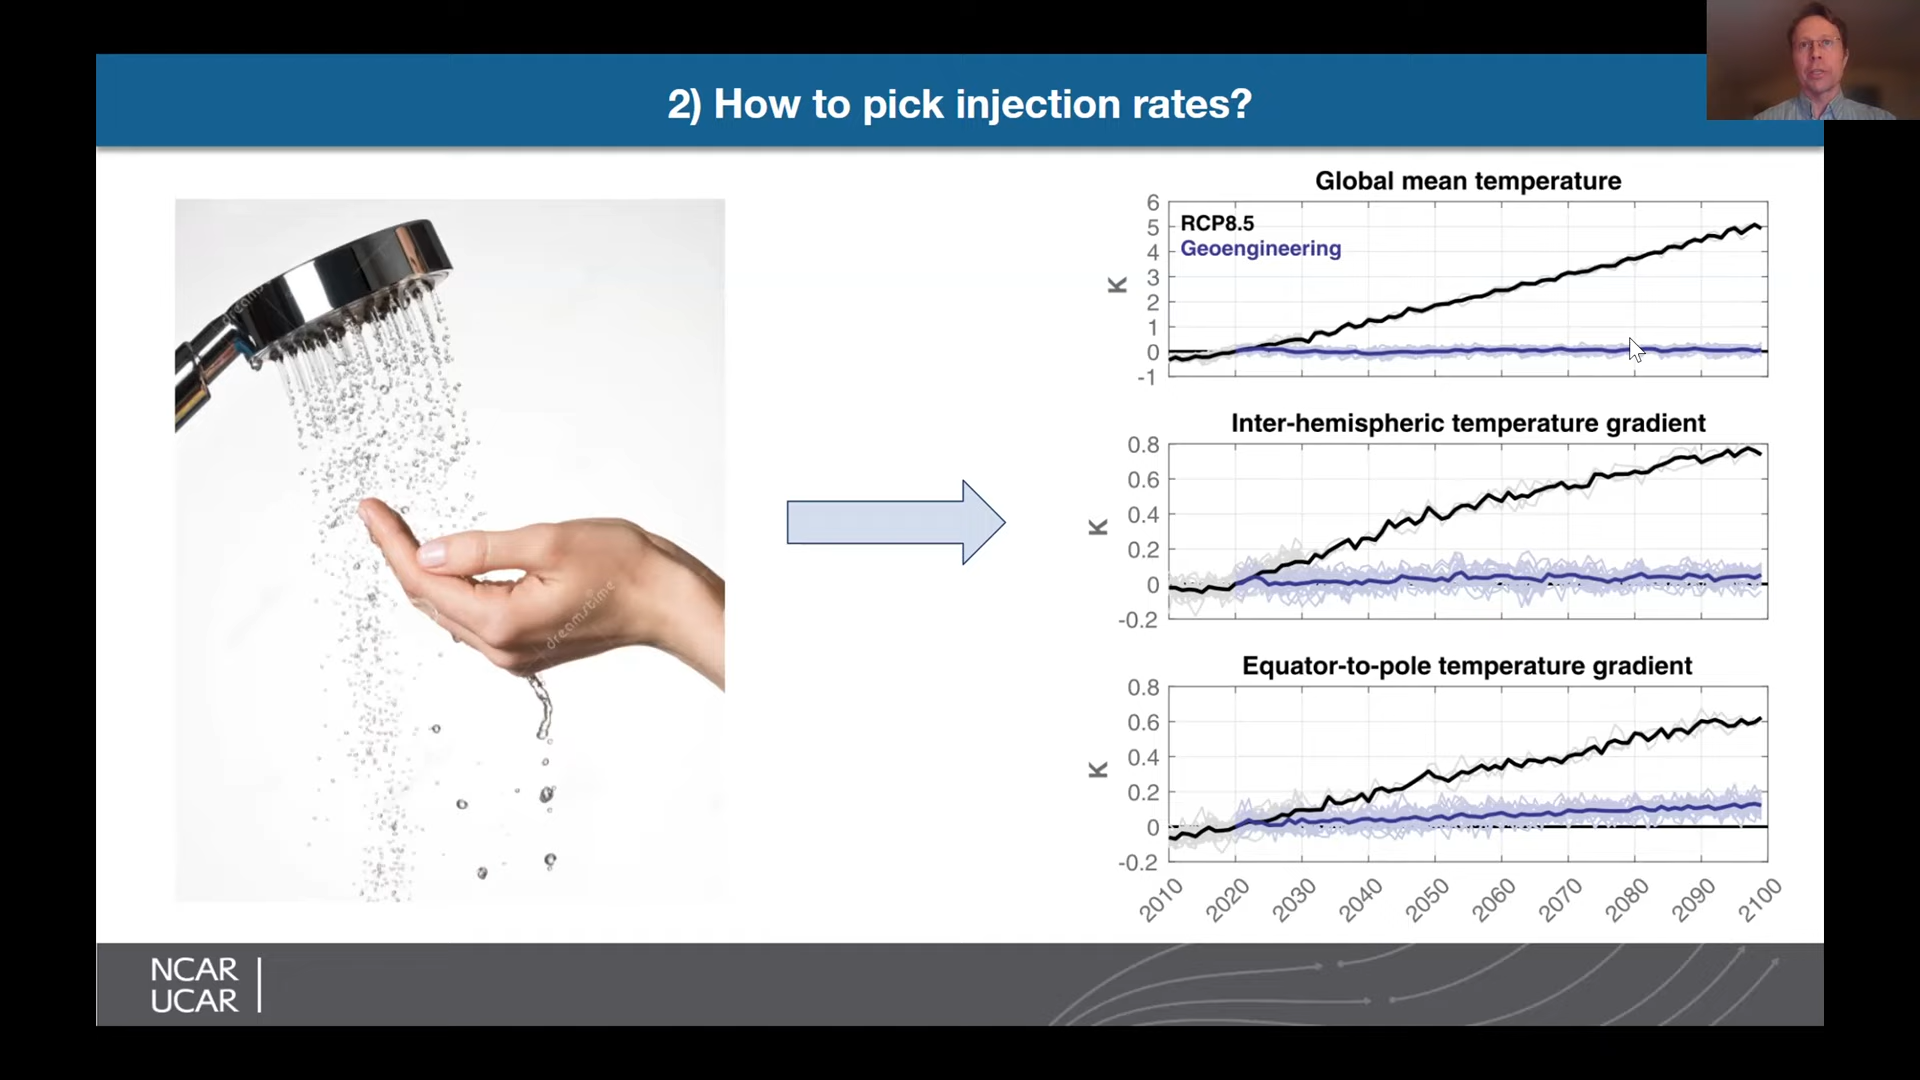 2) How to pick injection rates?
dreamstime
dreamstime
Global mean temperature
RCP8.5
Geoengineering
K
6
5
4
3
2
1
0
-1
Inter-hemispheric temperature gradient
K
0.8
0.6
0.4
0.2
0
-0.2
Equator-to-pole temperature gradient
K
0.8
0.6
0.4
0.2
0
-0.2
2010 2020 2030 2040 2050 2060 2070 2080 2090 2100
NCAR
UCAR